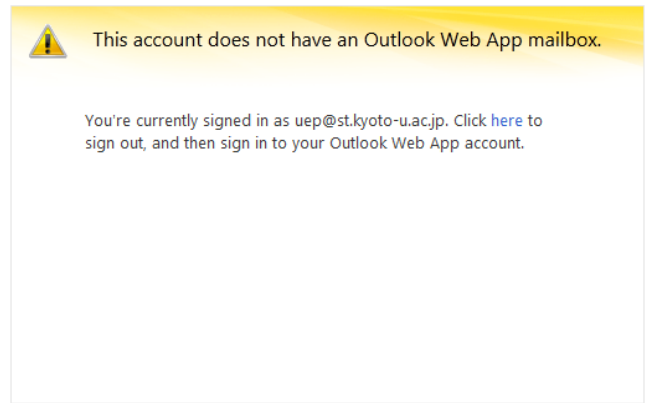 This account does not have an Outlook Web App mailbox.
You're currently signed in as uep@st.kyoto-u.ac.jp. Click here to
sign out, and then sign in to your Outlook Web App account.